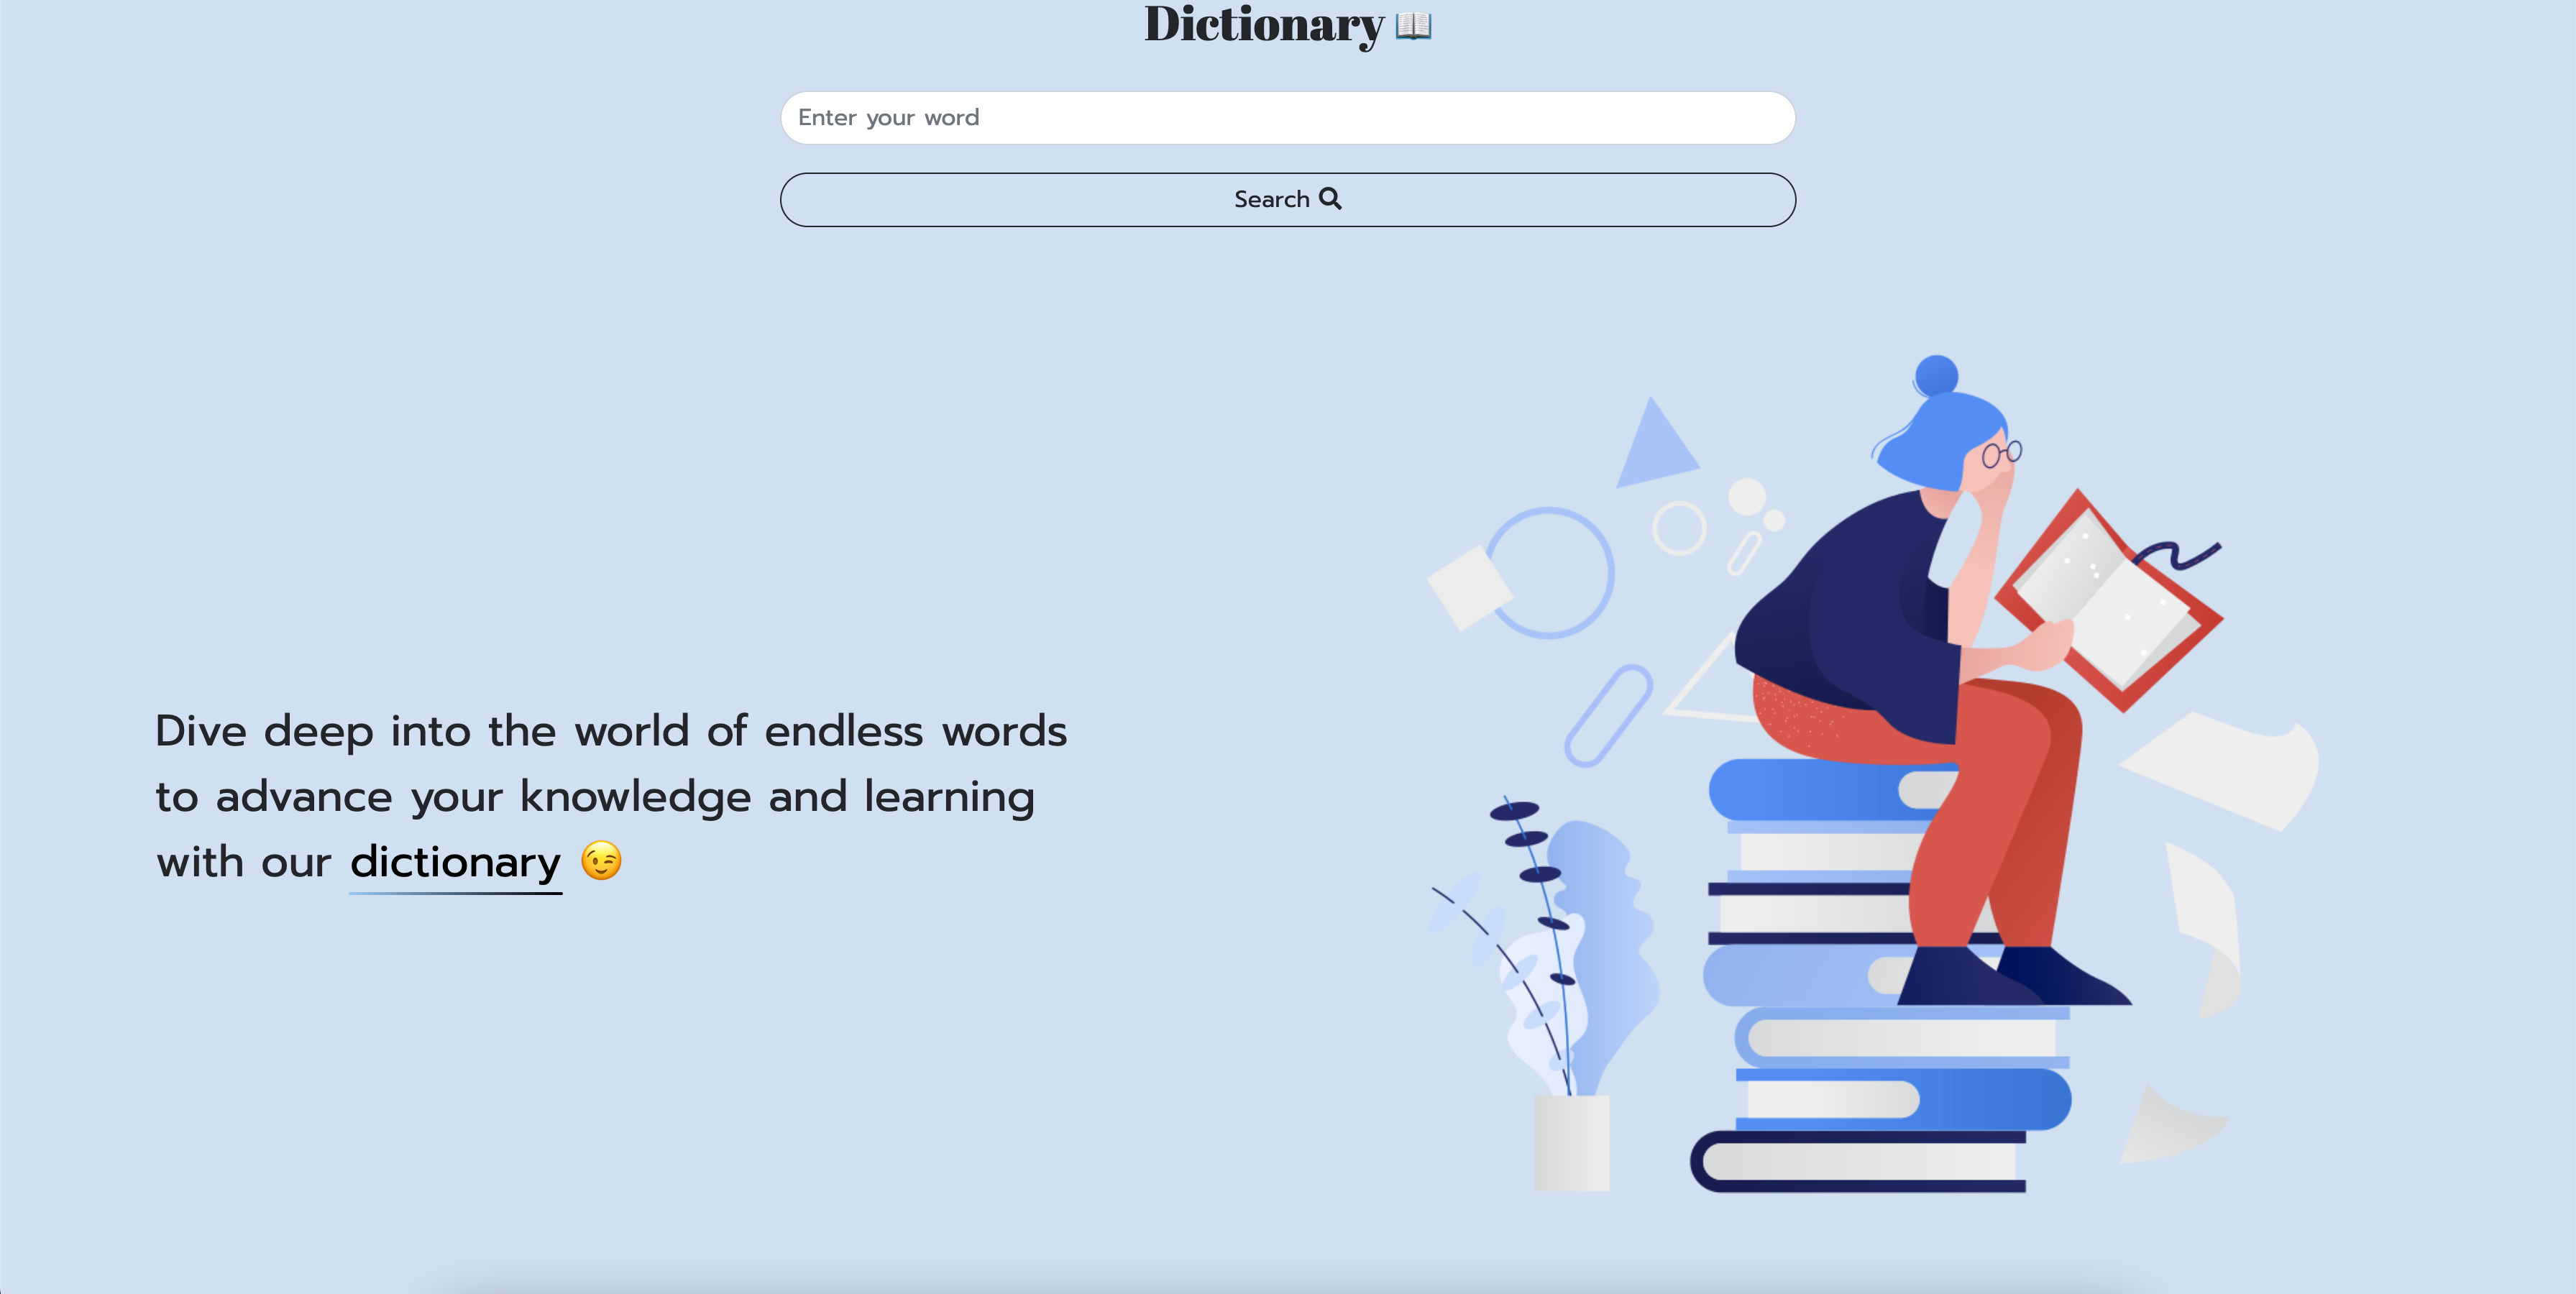 Dictionary 📖
Enter your word
Search
Dive deep into the world of endless words
to advance your knowledge and learning
with our dictionary 😉